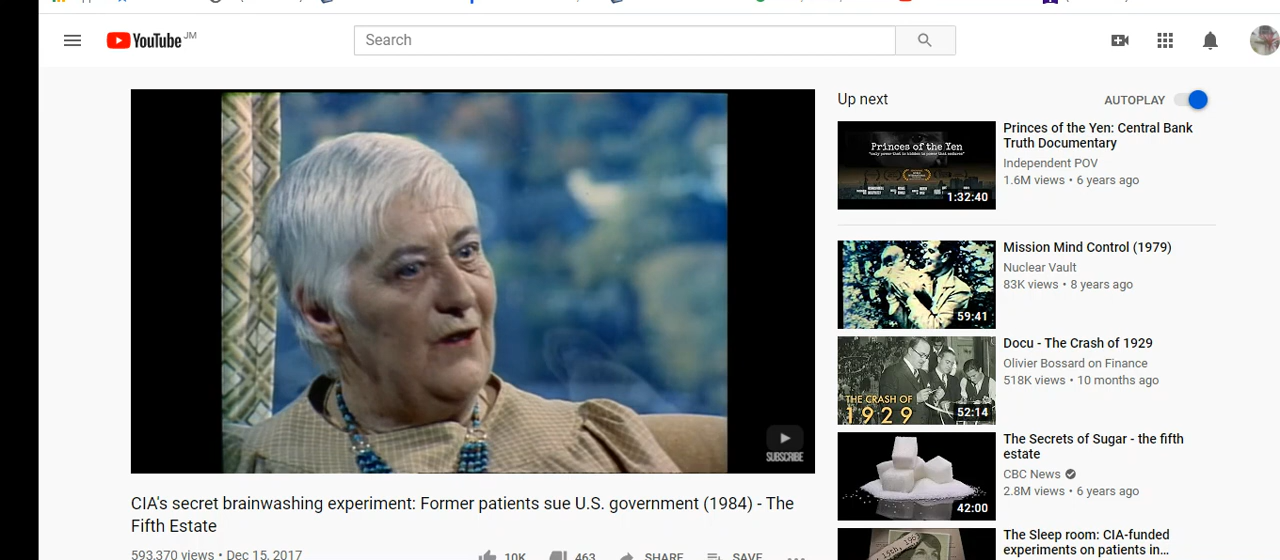 YouTube JM
Search
SUBSCRIBE
CIA's secret brainwashing experiment: Former patients sue U.S. government (1984) - The
Fifth Estate
593,370 views • Dec 15, 2017
10K
463
SHARE
SAVE
Up next
AUTOPLAY
Princes of the Yen
1:32:40
Princes of the Yen: Central Bank
Truth Documentary
Independent POV
1.6M views • 6 years ago
59:41
Mission Mind Control (1979)
Nuclear Vault
83K views • 8 years ago
THE CRASH OF
1929
52:14
Docu - The Crash of 1929
Olivier Bossard on Finance
518K views • 10 months ago
42:00
The Secrets of Sugar - the fifth
estate
CBC News
2.8M views • 6 years ago
The Sleep room: CIA-funded
experiments on patients in...